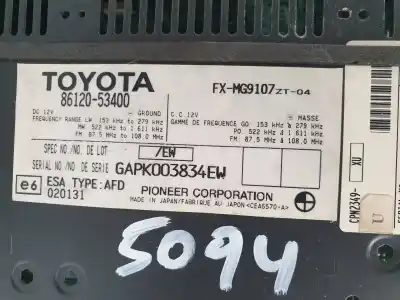 TOYOTA
86120-53400
FX-MG9107ZT-04
DC 12V GROUND
FREQUENCY RANGE LW 153 kHz to 279 kHz
MW 522 kHz to 1 611 kHz
FM 87.5 MHz to 108.0 MHz
C.C 12V MASSE
GAMME DE FREQUENCE GO 153 kHz à 279 kHz
PO 522 kHz à 1 611 kHz
FM 87.5 MHz à 108.0 MHz
SPEC NO./NO. DE LOT /EW
SERIAL NO./NO DE SERIE GAPK003834EW
e6
ESA TYPE:AFD
020131
PIONEER CORPORATION
MADE IN JAPAN/FABRIQUE AU JAPON <CEA6570-A>
CPN2349-
XU
U
5094